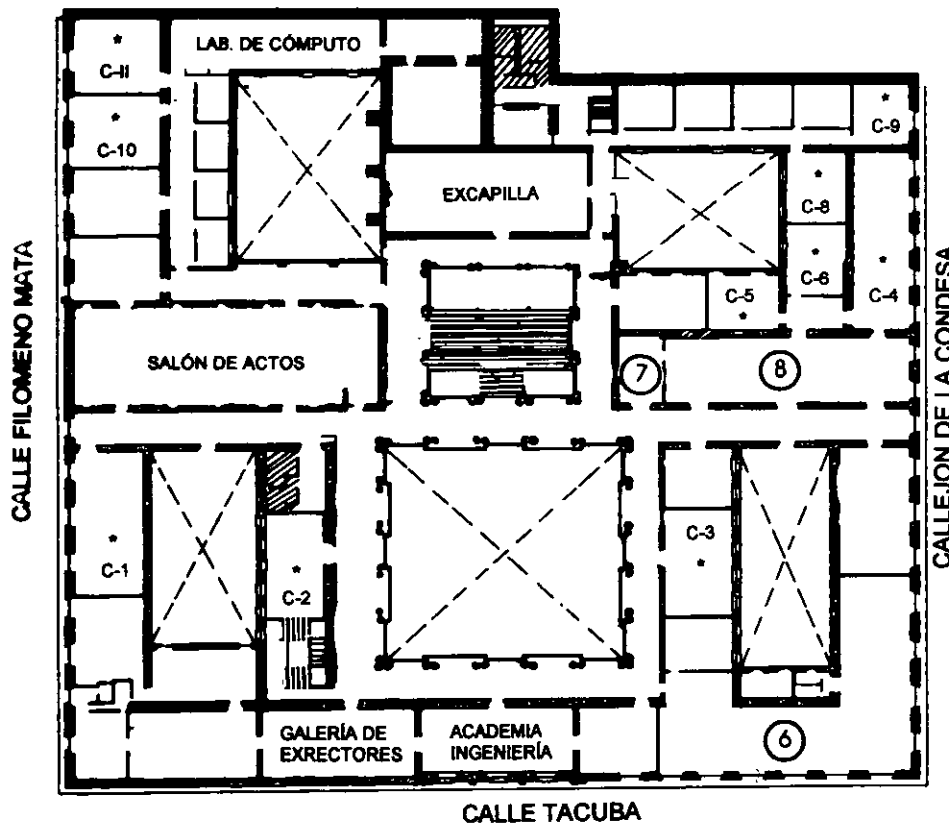 LAB. DE CÓMPUTO
C-II
C-10
C-9
EXCAPILLA
C-8
C-6
C-5
C-4
CALLE FILOMENO MATA
SALÓN DE ACTOS
7
8
CALLEJON DE LA CONDESA
C-1
C-2
C-3
GALERÍA DE
EXRECTORES
ACADEMIA
INGENIERÍA
6
CALLE TACUBA